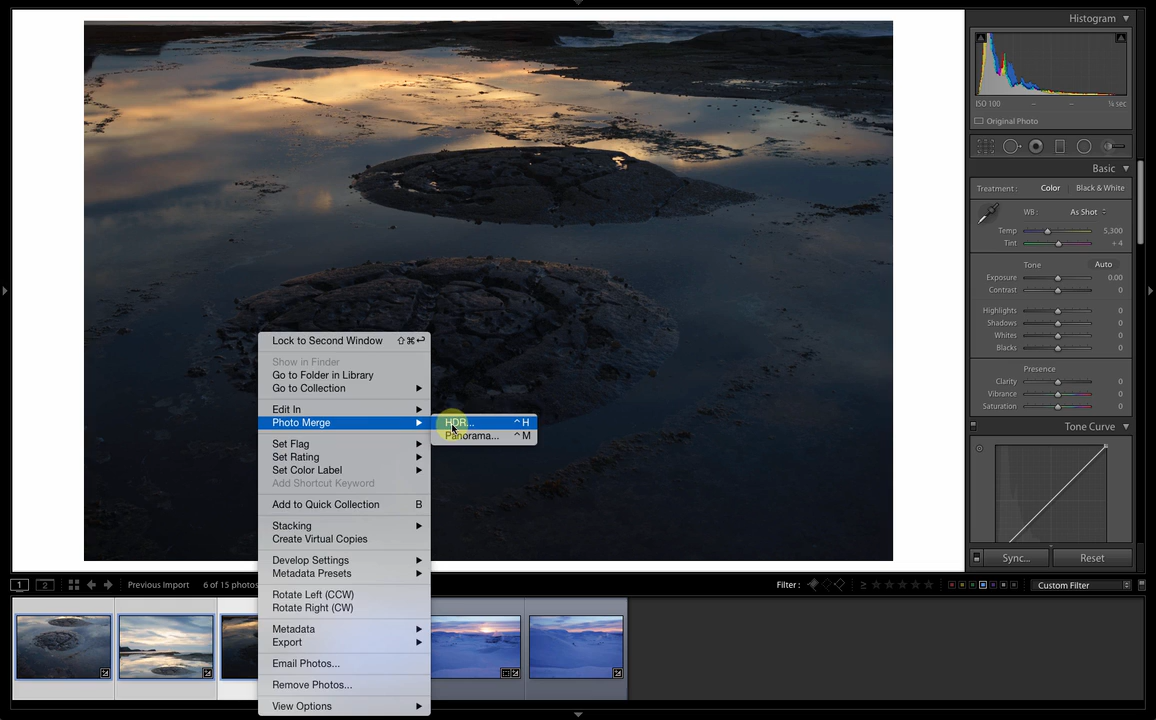 Histogram
ISO 100 – – ¼ sec
Original Photo
Basic
Treatment : Color Black & White
WB : As Shot
Temp 5,300
Tint + 4
Tone Auto
Exposure 0.00
Contrast 0
Highlights 0
Shadows 0
Whites 0
Blacks 0
Presence
Clarity 0
Vibrance 0
Saturation 0
Tone Curve
Sync... Reset
Lock to Second Window ⇧⌘↩
Show in Finder
Go to Folder in Library
Go to Collection
Edit In
Photo Merge
HDR... ^ H
Panorama... ^ M
Set Flag
Set Rating
Set Color Label
Add Shortcut Keyword
Add to Quick Collection B
Stacking
Create Virtual Copies
Develop Settings
Metadata Presets
Rotate Left (CCW)
Rotate Right (CW)
Metadata
Export
Email Photos...
Remove Photos...
View Options
1 2 Previous Import 6 of 15 photos
Filter : ≥ Custom Filter